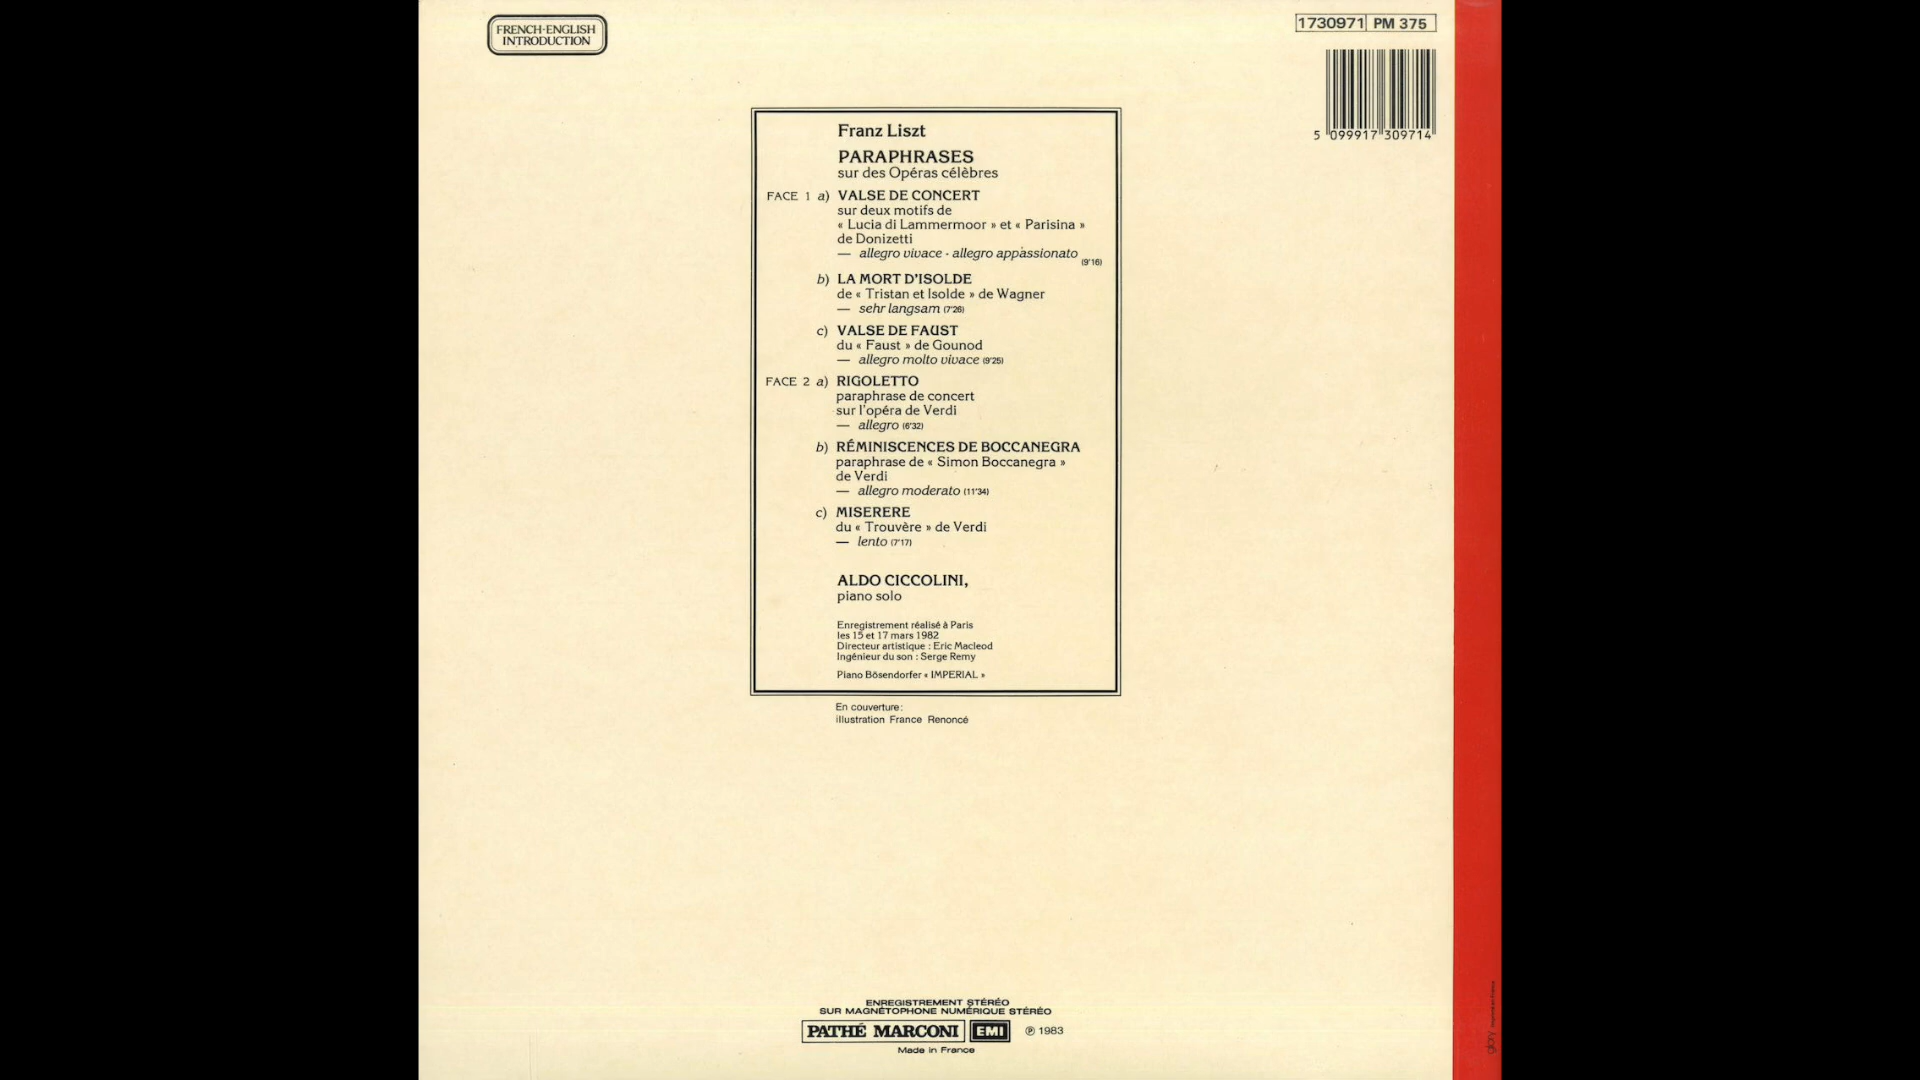 FRENCH-ENGLISH
INTRODUCTION
1730971 PM 375
5 099917 309714
Franz Liszt
PARAPHRASES
sur des Opéras célèbres
FACE 1 a) VALSE DE CONCERT
sur deux motifs de
« Lucia di Lammermoor » et « Parisina »
de Donizetti
— allegro vivace - allegro appassionato (9'16)
b) LA MORT D'ISOLDE
de « Tristan et Isolde » de Wagner
— sehr langsam (7'26)
c) VALSE DE FAUST
du « Faust » de Gounod
— allegro molto vivace (9'25)
FACE 2 a) RIGOLETTO
paraphrase de concert
sur l'opéra de Verdi
— allegro (6'32)
b) RÉMINISCENCES DE BOCCANEGRA
paraphrase de « Simon Boccanegra »
de Verdi
— allegro moderato (11'34)
c) MISERERE
du « Trouvère » de Verdi
— lento (7'17)
ALDO CICCOLINI,
piano solo
Enregistrement réalisé à Paris
les 15 et 17 mars 1982
Directeur artistique : Eric Macleod
Ingénieur du son : Serge Remy
Piano Bösendorfer « IMPERIAL »
En couverture :
illustration France Renoncé
ENREGISTREMENT STÉRÉO
SUR MAGNÉTOPHONE NUMÉRIQUE STÉRÉO
PATHÉ MARCONI EMI ℗ 1983
Made in France
glory